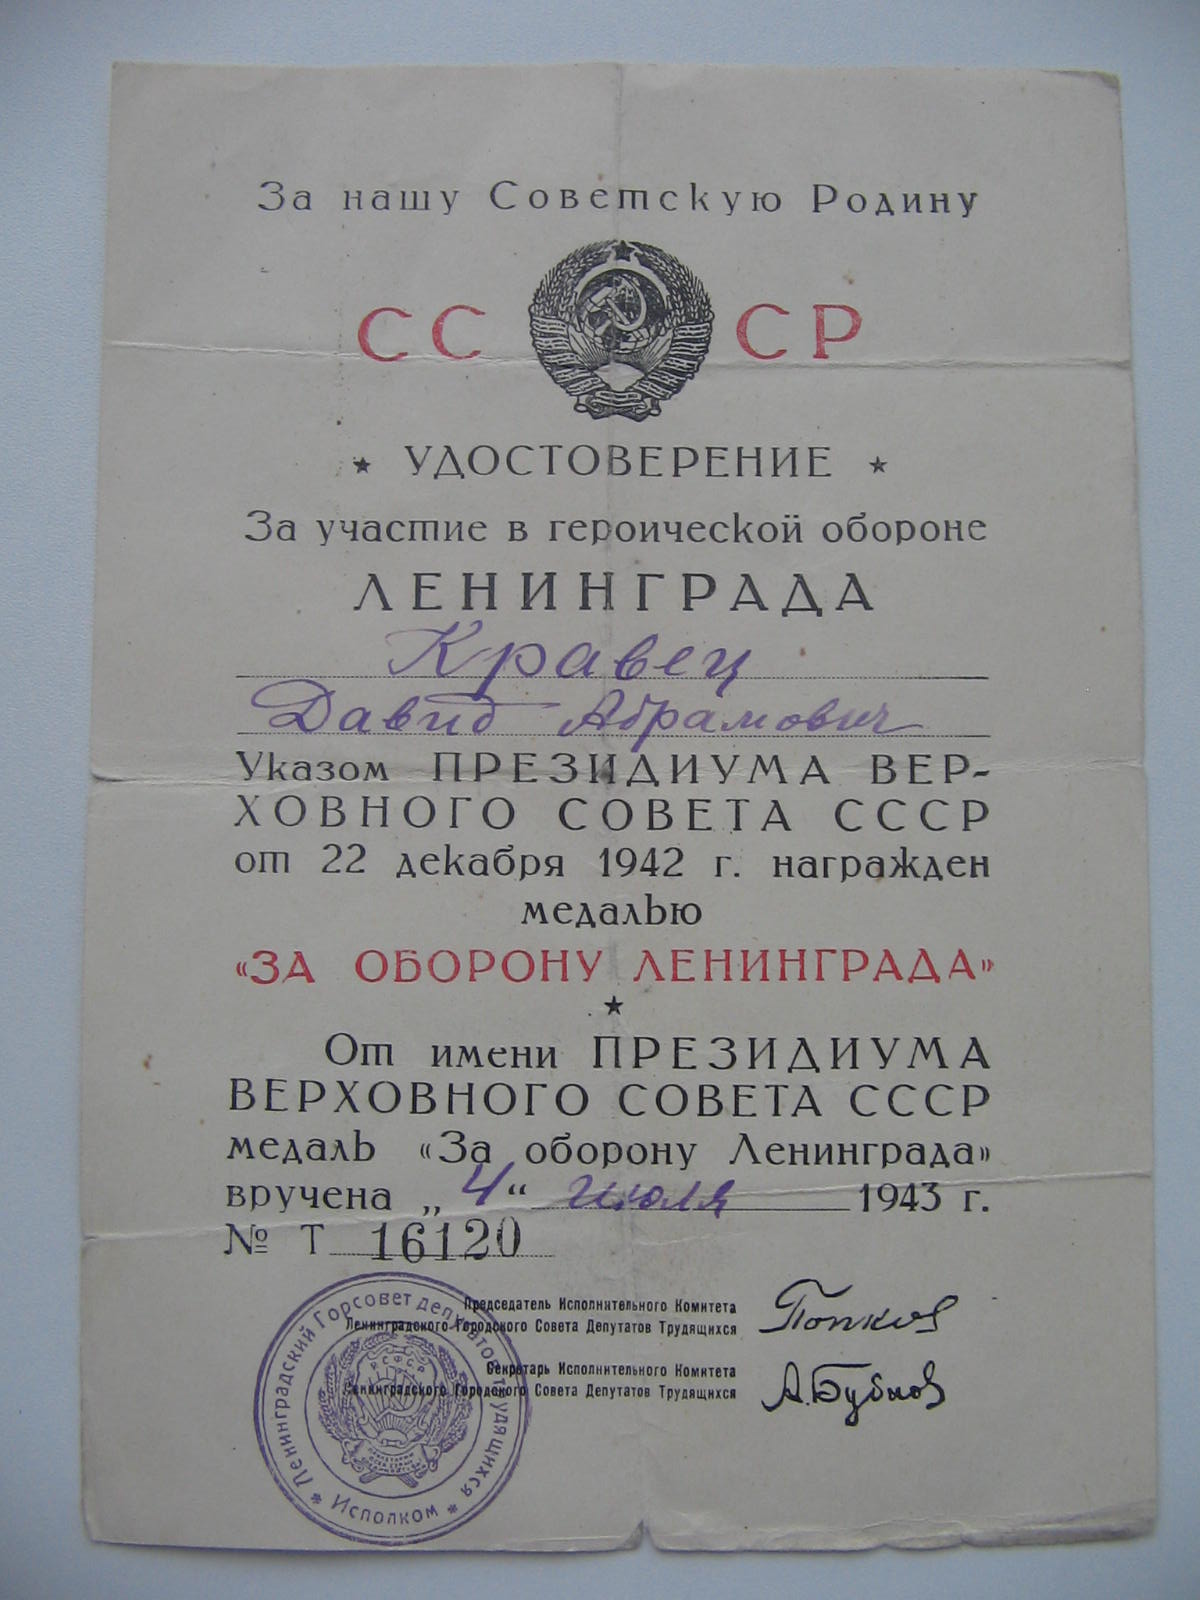 За нашу Советскую Родину
СС СР
★ УДОСТОВЕРЕНИЕ ★
За участие в героической обороне
ЛЕНИНГРАДА
Кравец
Давид Абрамович
Указом ПРЕЗИДИУМА ВЕР-
ХОВНОГО СОВЕТА СССР
от 22 декабря 1942 г. награжден
медалью
«ЗА ОБОРОНУ ЛЕНИНГРАДА»
★
От имени ПРЕЗИДИУМА
ВЕРХОВНОГО СОВЕТА СССР
медаль «За оборону Ленинграда»
вручена „4“ июля 1943 г.
№ Т 16120
Председатель Исполнительного Комитета
Ленинградского Городского Совета Депутатов Трудящихся
Попков
Секретарь Исполнительного Комитета
Ленинградского Городского Совета Депутатов Трудящихся
А.Бубнов
Ленинградский Горсовет депутатов трудящихся
* Исполком *
РСФСР